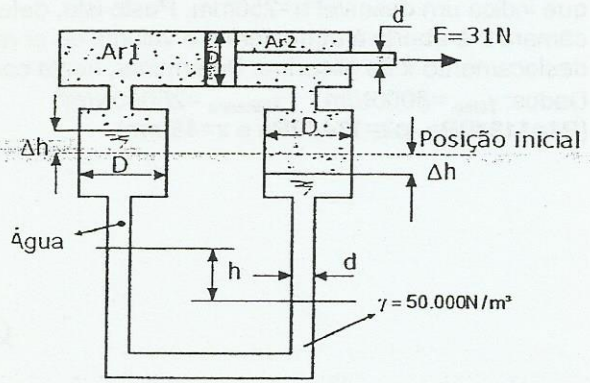 d
Ar1
D
Ar2
F=31N
Δh
D
D
Posição inicial
Δh
Água
h
d
γ = 50.000N/m³